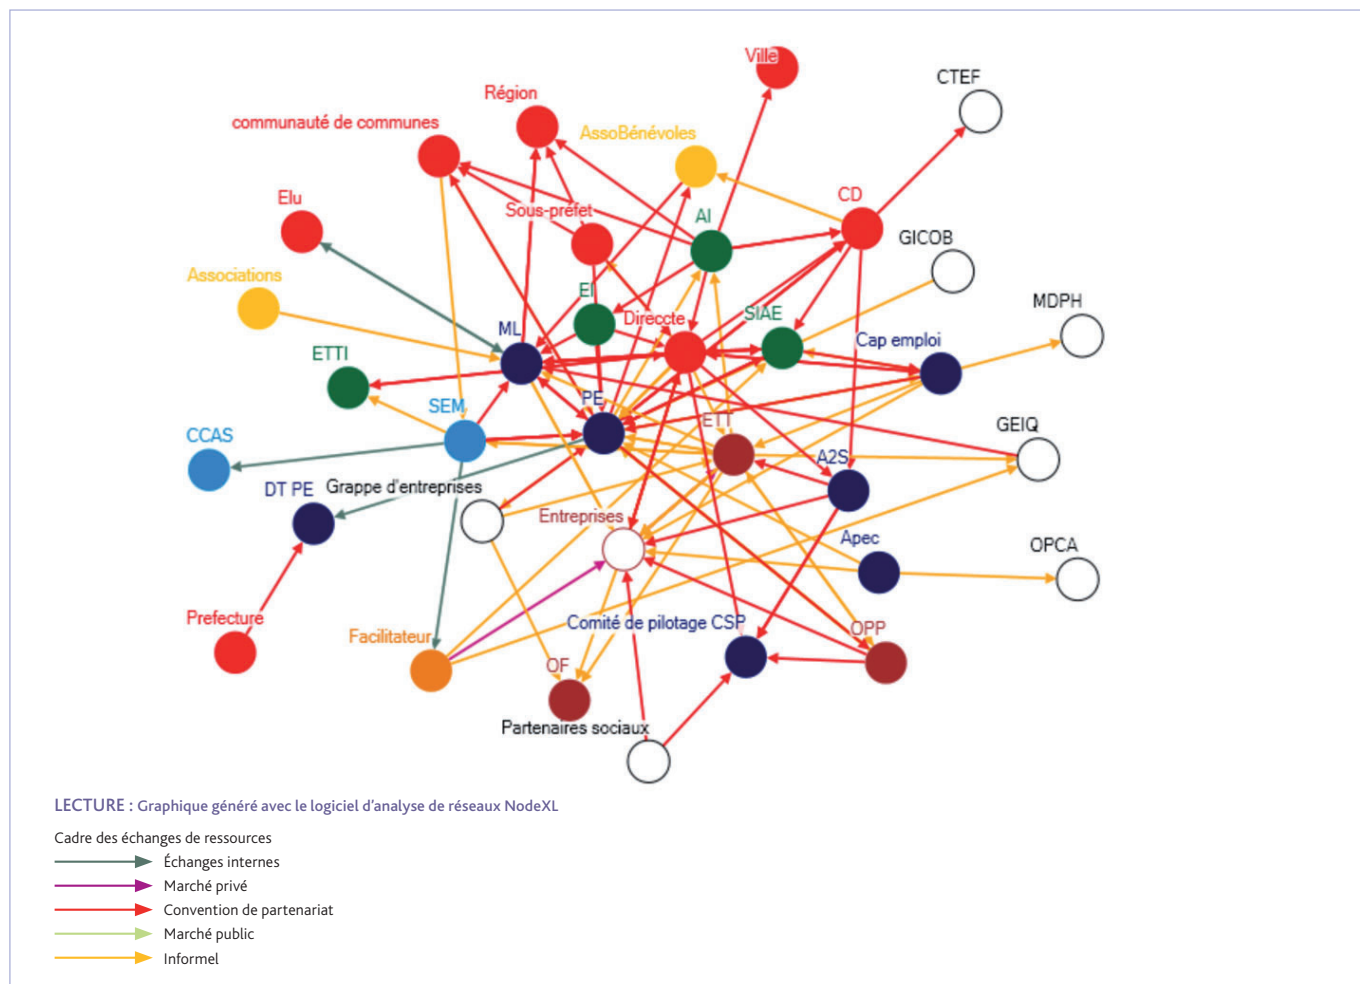 Ville
CTEF
Région
communauté de communes
AssoBénévoles
Elu
Sous-préfet
AI
CD
GICOB
Associations
EI
Direccte
SIAE
MDPH
ML
Cap emploi
ETTI
SEM
PE
ETT
GEIQ
CCAS
DT PE
Grappe d'entreprises
A2S
Entreprises
Apec
OPCA
Prefecture
Facilitateur
Comité de pilotage CSP
OPP
OF
Partenaires sociaux
LECTURE : Graphique généré avec le logiciel d'analyse de réseaux NodeXL
Cadre des échanges de ressources
Échanges internes
Marché privé
Convention de partenariat
Marché public
Informel